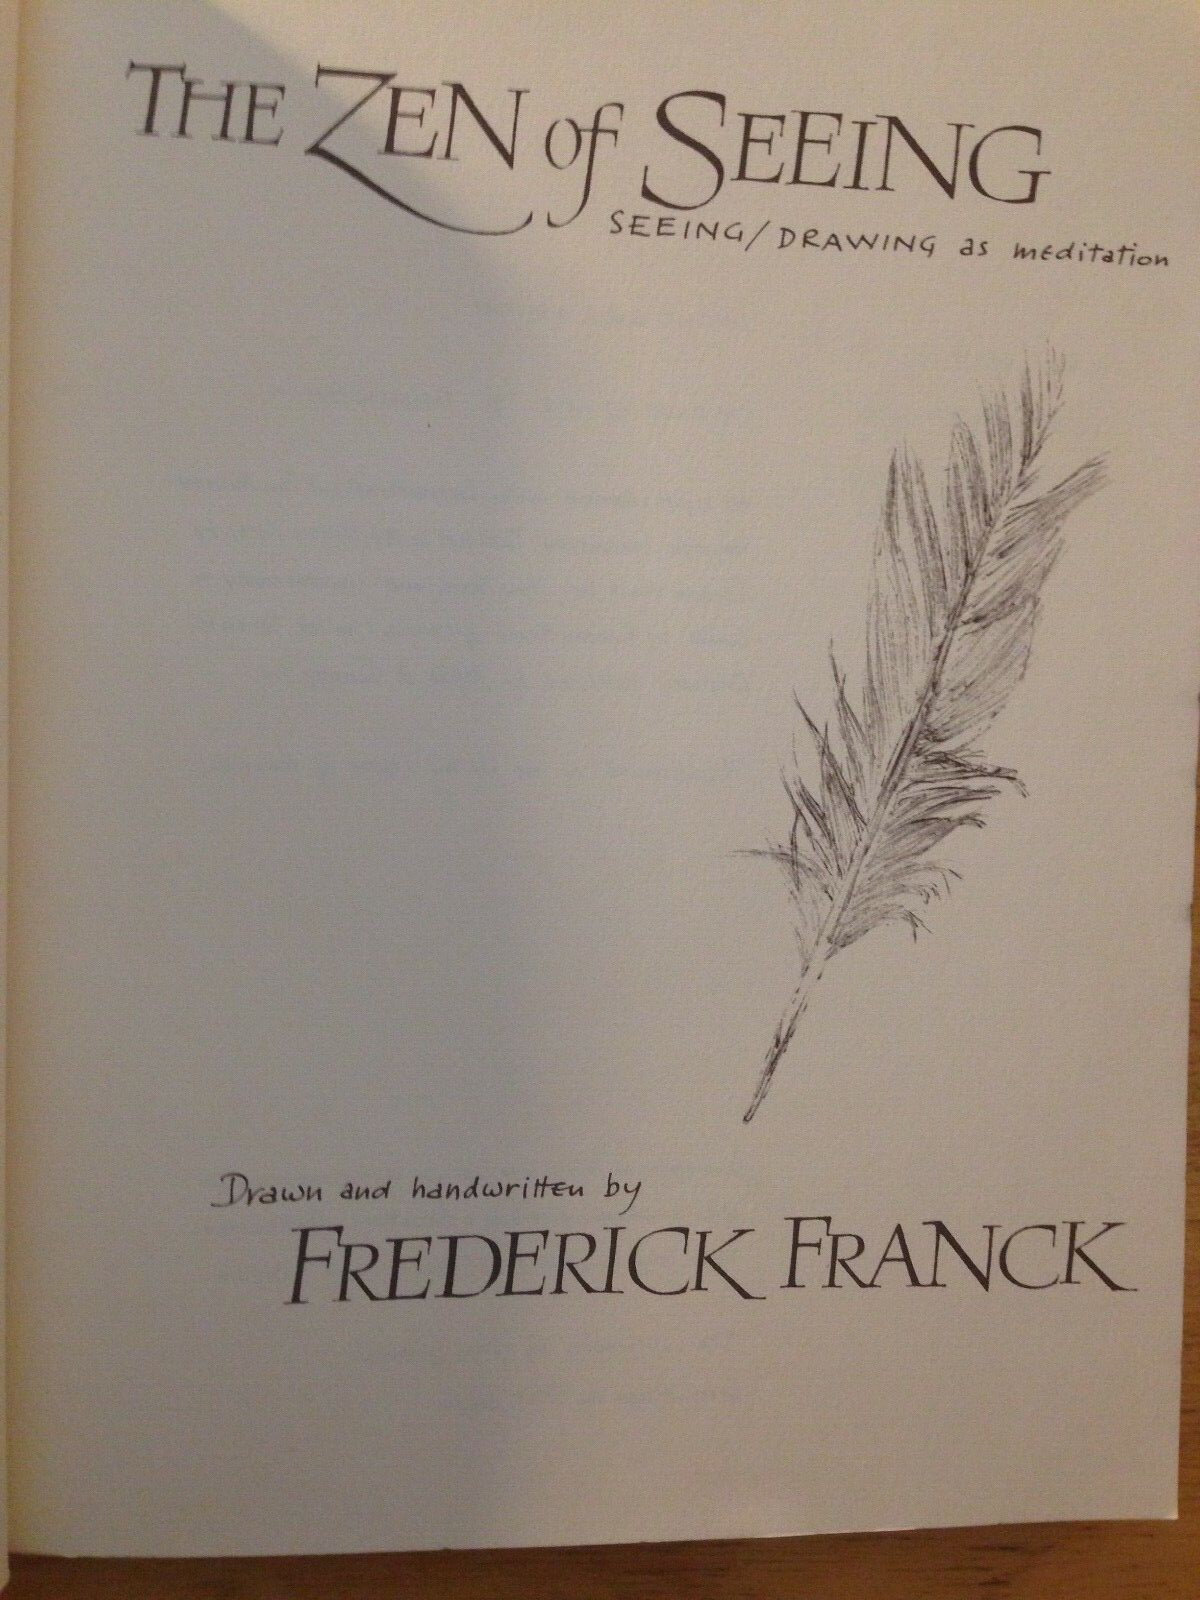 THE ZEN of SEEING
SEEING/DRAWING as meditation
Drawn and handwritten by
FREDERICK FRANCK